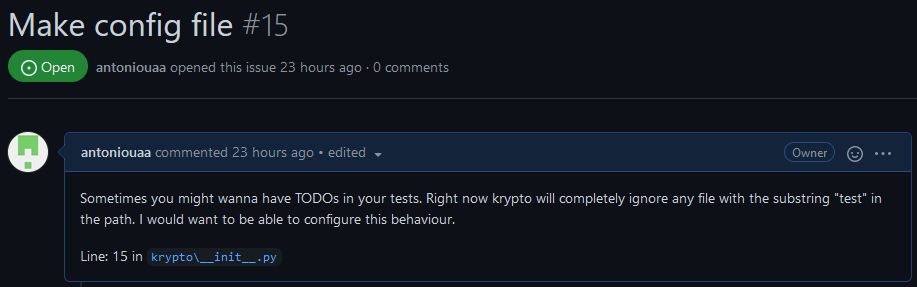 Make config file #15
Open antoniouaa opened this issue 23 hours ago · 0 comments
antoniouaa commented 23 hours ago • edited Owner
Sometimes you might wanna have TODOs in your tests. Right now krypto will completely ignore any file with the substring "test" in
the path. I would want to be able to configure this behaviour.
Line: 15 in krypto\__init__.py